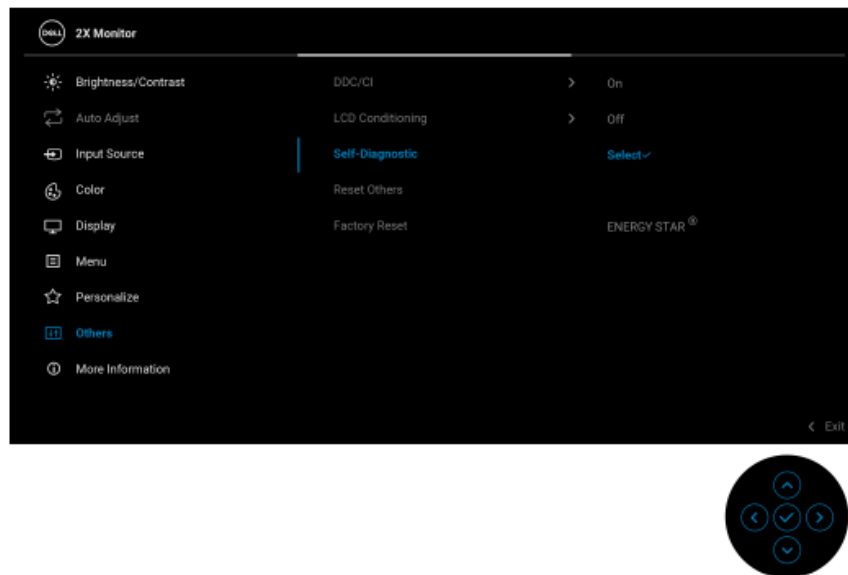 DELL 2X Monitor
Brightness/Contrast DDC/CI On
Auto Adjust LCD Conditioning Off
Input Source Self-Diagnostic Select
Color Reset Others
Display Factory Reset ENERGY STAR®
Menu
Personalize
Others
More Information
Exit